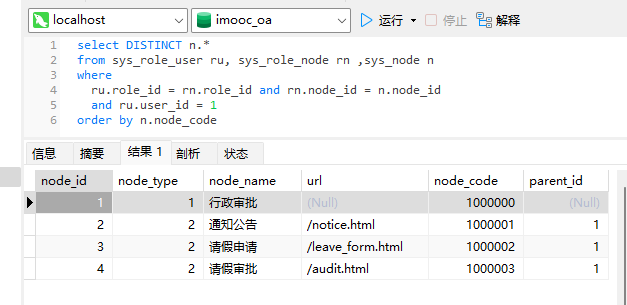 localhost imooc_oa 运行 停止 解释
1 select DISTINCT n.*
2 from sys_role_user ru, sys_role_node rn ,sys_node n
3 where
4 ru.role_id = rn.role_id and rn.node_id = n.node_id
5 and ru.user_id = 1
6 order by n.node_code
信息 摘要 结果 1 剖析 状态
node_id node_type node_name url node_code parent_id
1 1 行政审批 (Null) 1000000 (Null)
2 2 通知公告 /notice.html 1000001 1
3 2 请假申请 /leave_form.html 1000002 1
4 2 请假审批 /audit.html 1000003 1